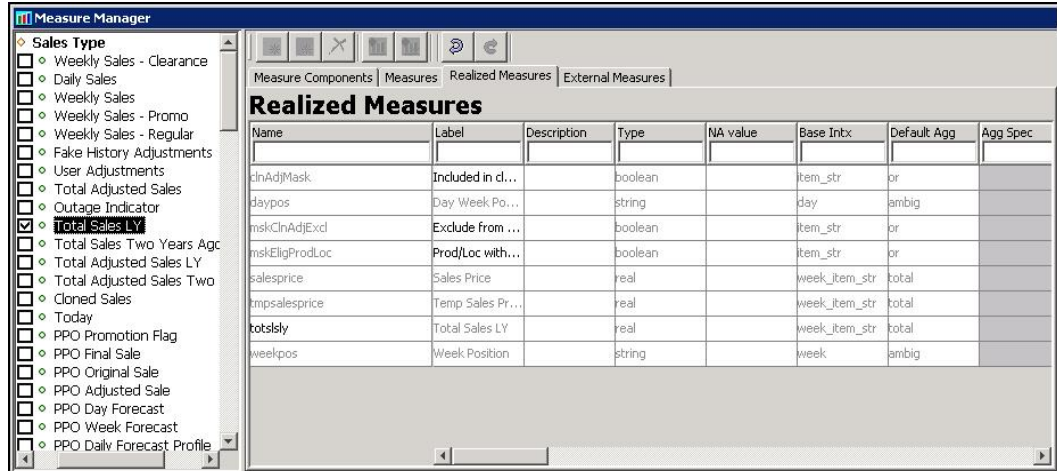 Measure Manager
Sales Type
Weekly Sales - Clearance
Daily Sales
Weekly Sales
Weekly Sales - Promo
Weekly Sales - Regular
Fake History Adjustments
User Adjustments
Total Adjusted Sales
Outage Indicator
Total Sales LY
Total Sales Two Years Ago
Total Adjusted Sales LY
Total Adjusted Sales Two
Cloned Sales
Today
PPO Promotion Flag
PPO Final Sale
PPO Original Sale
PPO Adjusted Sale
PPO Day Forecast
PPO Week Forecast
PPO Daily Forecast Profile
Measure Components Measures Realized Measures External Measures
Realized Measures
Name Label Description Type NA value Base Intx Default Agg Agg Spec
clnAdjMask Included in cl... boolean item_str or
daypos Day Week Po... string day ambig
mskClnAdjExcl Exclude from ... boolean item_str or
mskEligProdLoc Prod/Loc with... boolean item_str or
salesprice Sales Price real week_item_str total
tmpsalesprice Temp Sales Pr... real week_item_str total
totslsly Total Sales LY real week_item_str total
weekpos Week Position string week ambig